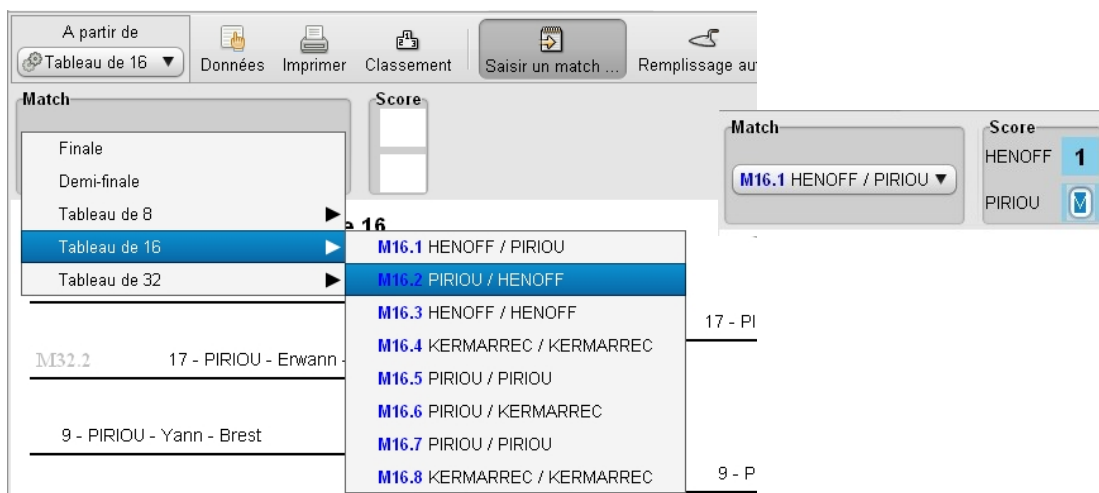 A partir de
Tableau de 16
Données
Imprimer
Classement
Saisir un match ...
Remplissage au
Match
Score
Finale
Demi-finale
Tableau de 8
Tableau de 16
Tableau de 32
16
M16.1 HENOFF / PIRIOU
M16.2 PIRIOU / HENOFF
M16.3 HENOFF / HENOFF
M16.4 KERMARREC / KERMARREC
M16.5 PIRIOU / PIRIOU
M16.6 PIRIOU / KERMARREC
M16.7 PIRIOU / PIRIOU
M16.8 KERMARREC / KERMARREC
M32.2 17 - PIRIOU - Erwann -
9 - PIRIOU - Yann - Brest
17 - PI
9 - P
Match
M16.1 HENOFF / PIRIOU
Score
HENOFF 1
PIRIOU V